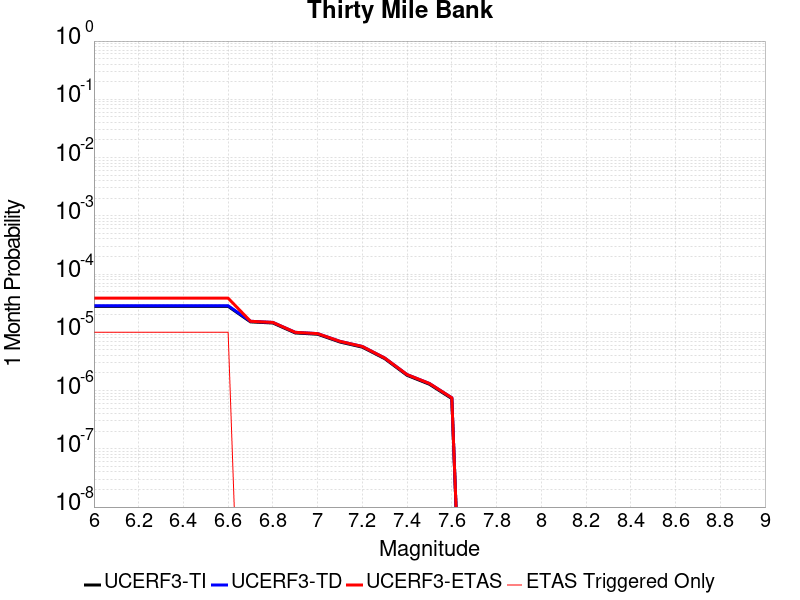 Thirty Mile Bank
10^0
10^-1
10^-2
10^-3
10^-4
10^-5
10^-6
10^-7
10^-8
1 Month Probability
6 6.2 6.4 6.6 6.8 7 7.2 7.4 7.6 7.8 8 8.2 8.4 8.6 8.8 9
Magnitude
UCERF3-TI UCERF3-TD UCERF3-ETAS ETAS Triggered Only